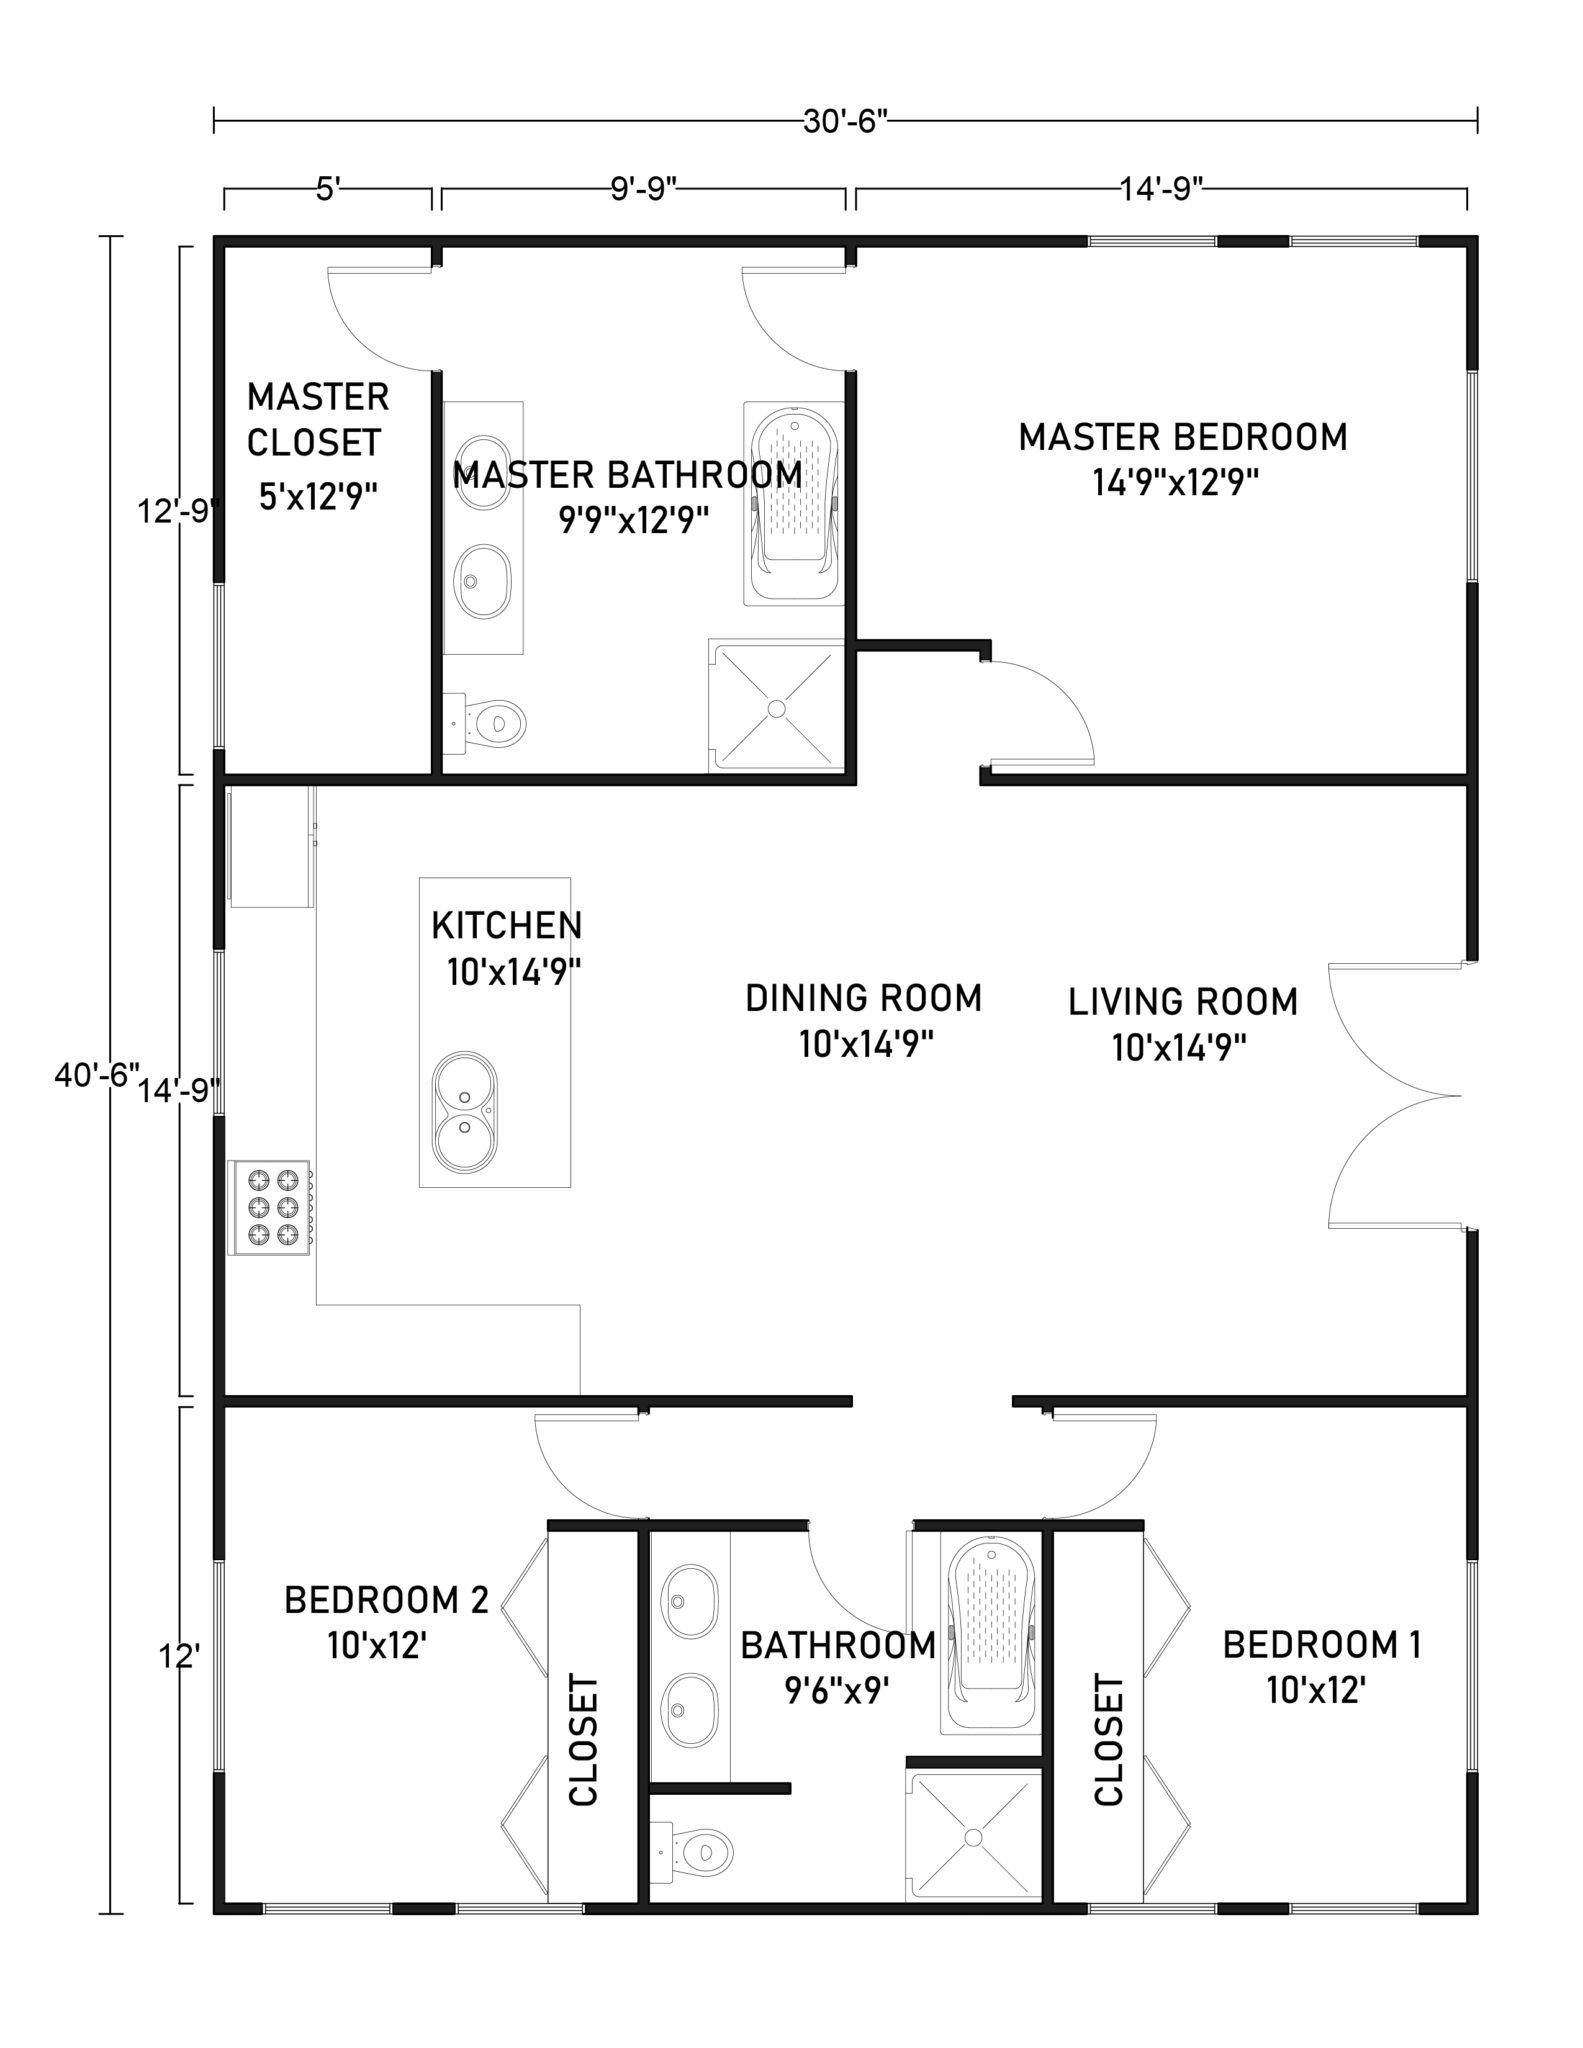 30'-6"
5'
9'-9"
14'-9"
MASTER
CLOSET
5'x12'9"
MASTER BATHROOM
9'9"x12'9"
MASTER BEDROOM
14'9"x12'9"
12'-9"
KITCHEN
10'x14'9"
DINING ROOM
10'x14'9"
LIVING ROOM
10'x14'9"
40'-6"
14'-9"
BEDROOM 2
10'x12'
CLOSET
BATHROOM
9'6"x9'
CLOSET
BEDROOM 1
10'x12'
12'